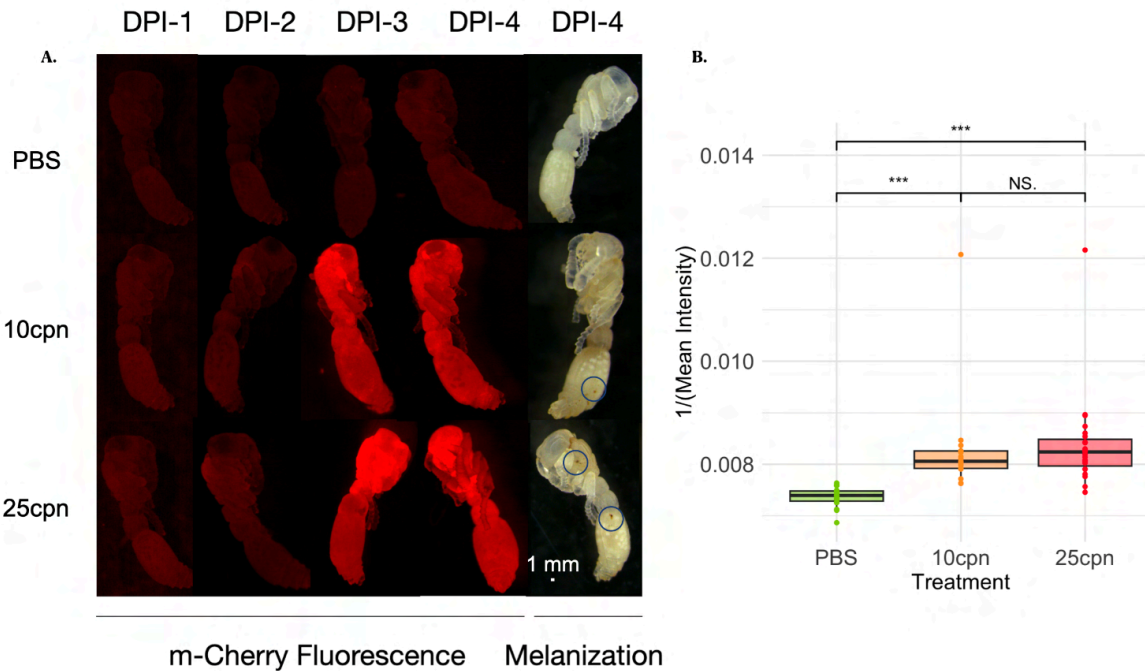 DPI-1 DPI-2 DPI-3 DPI-4 DPI-4
A.
PBS
10cpn
25cpn
1 mm
m-Cherry Fluorescence Melanization
B.
***
*** NS.
0.014
0.012
0.010
0.008
1/(Mean Intensity)
PBS 10cpn 25cpn
Treatment